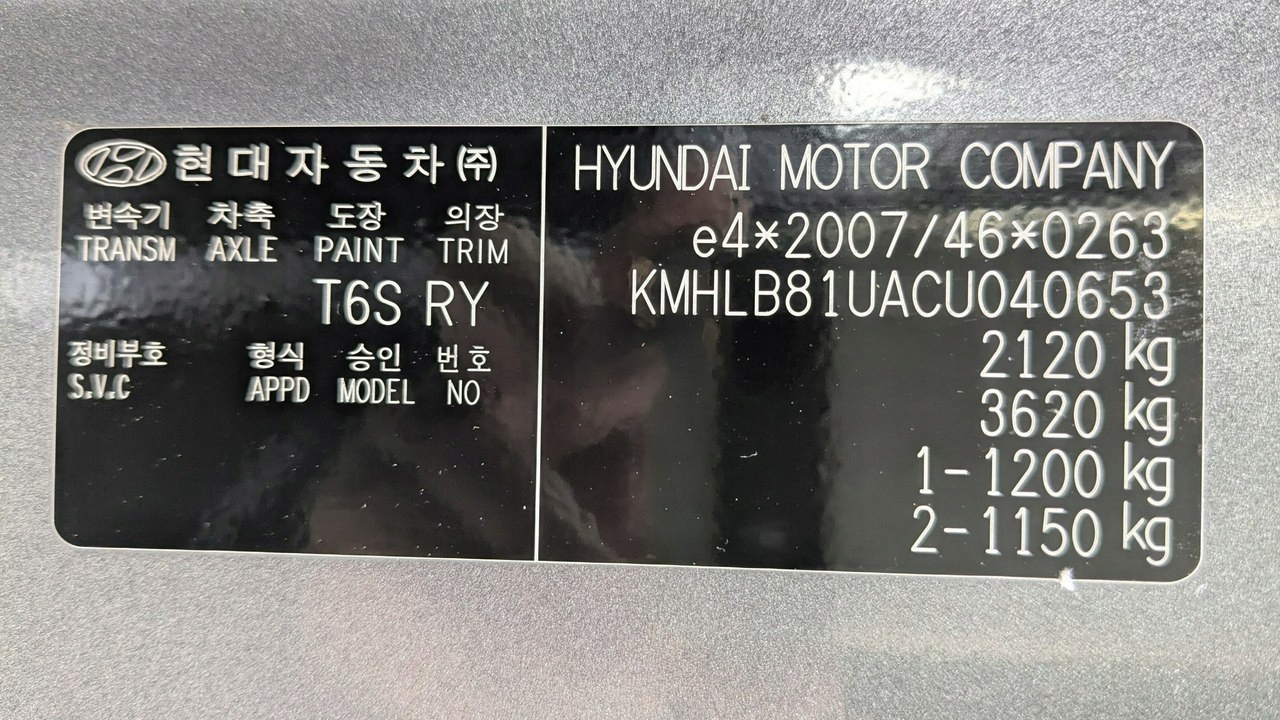 현대자동차㈜
변속기 차축 도장 의장
TRANSM AXLE PAINT TRIM
T6S RY
정비부호 형식 승인 번호
S.V.C APPD MODEL NO
HYUNDAI MOTOR COMPANY
e4*2007/46*0263
KMHLB81UACU040653
2120 kg
3620 kg
1-1200 kg
2-1150 kg